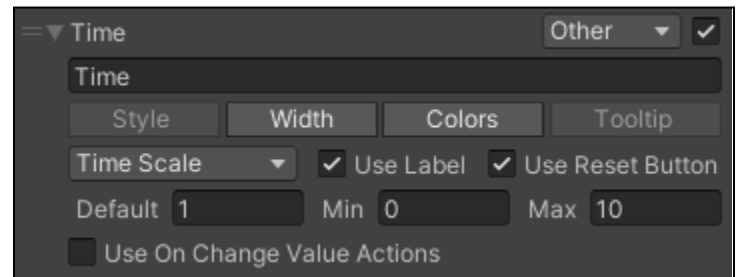 Time Other
Time
Style Width Colors Tooltip
Time Scale Use Label Use Reset Button
Default 1 Min 0 Max 10
Use On Change Value Actions